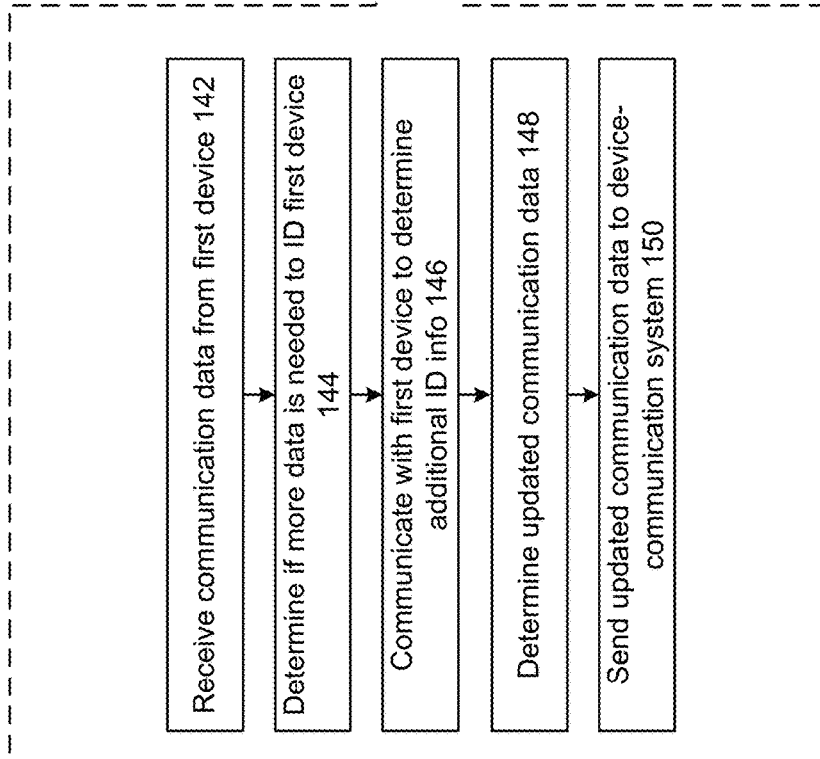 Receive communication data from first device 142
Determine if more data is needed to ID first device
144
Communicate with first device to determine
additional ID info 146
Determine updated communication data 148
Send updated communication data to device-
communication system 150